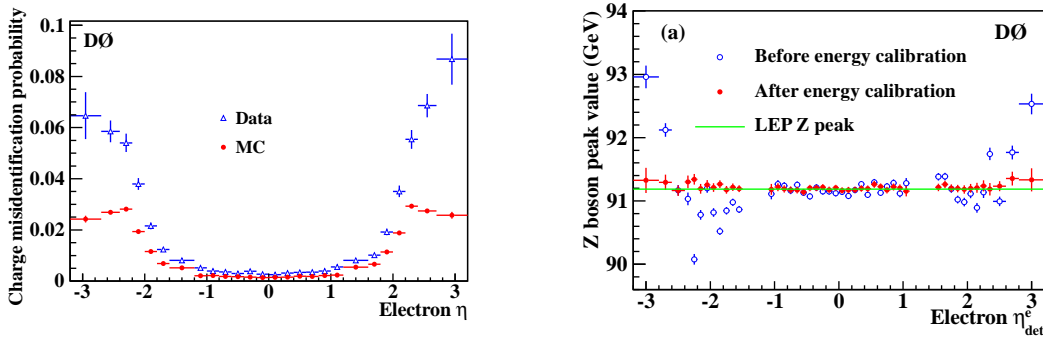 Charge misidentification probability
0.1
0.08
0.06
0.04
0.02
0
DØ
Data
MC
-3 -2 -1 0 1 2 3
Electron η
Z boson peak value (GeV)
94
93
92
91
90
(a)
DØ
Before energy calibration
After energy calibration
LEP Z peak
-3 -2 -1 0 1 2 3
Electron η^e_det